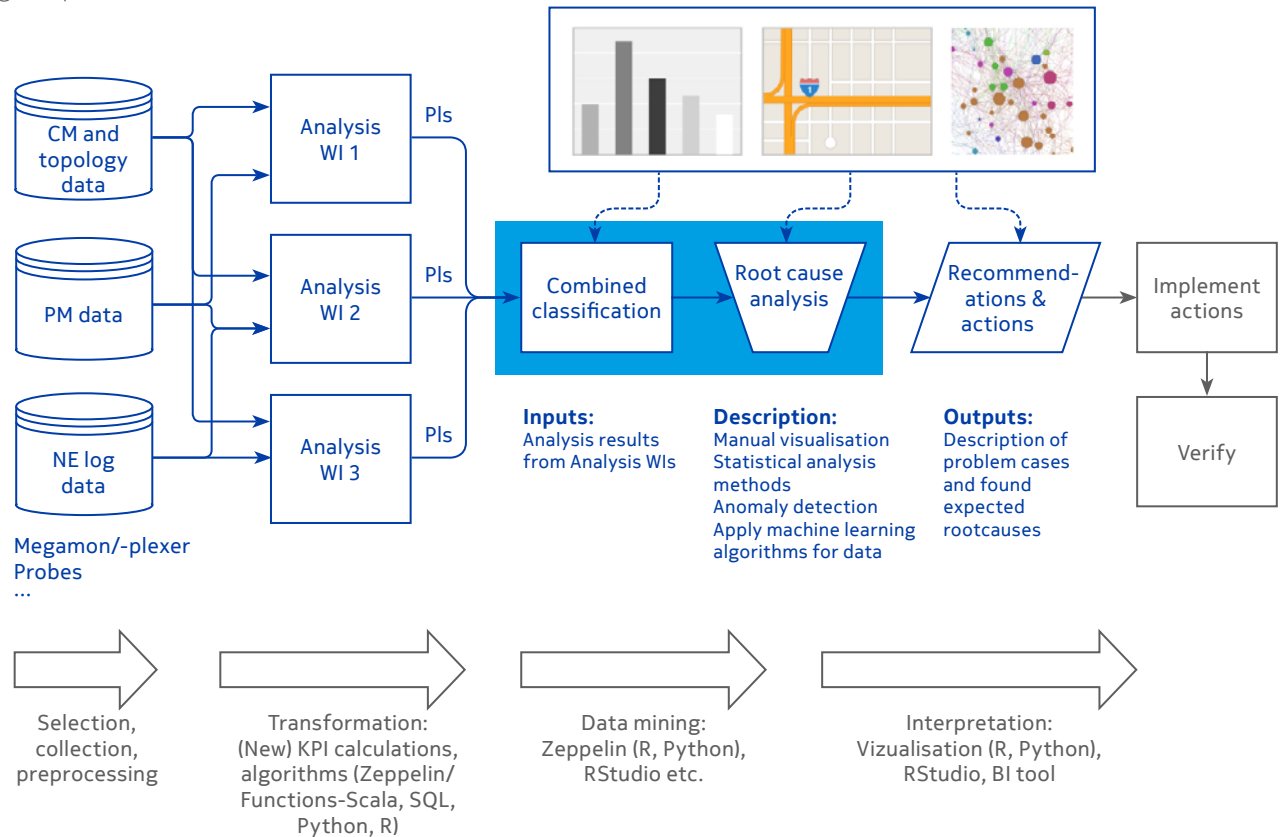 CM and
topology
data
PM data
NE log
data
Megamon/-plexer
Probes
...
Analysis
WI 1
Analysis
WI 2
Analysis
WI 3
PIs
PIs
PIs
1
Combined
classification
Root cause
analysis
Recommend-
ations &
actions
Implement
actions
Verify
Inputs:
Analysis results
from Analysis WIs
Description:
Manual visualisation
Statistical analysis
methods
Anomaly detection
Apply machine learning
algorithms for data
Outputs:
Description of
problem cases
and found
expected
rootcauses
Selection,
collection,
preprocessing
Transformation:
(New) KPI calculations,
algorithms (Zeppelin/
Functions-Scala, SQL,
Python, R)
Data mining:
Zeppelin (R, Python),
RStudio etc.
Interpretation:
Vizualisation (R, Python),
RStudio, BI tool